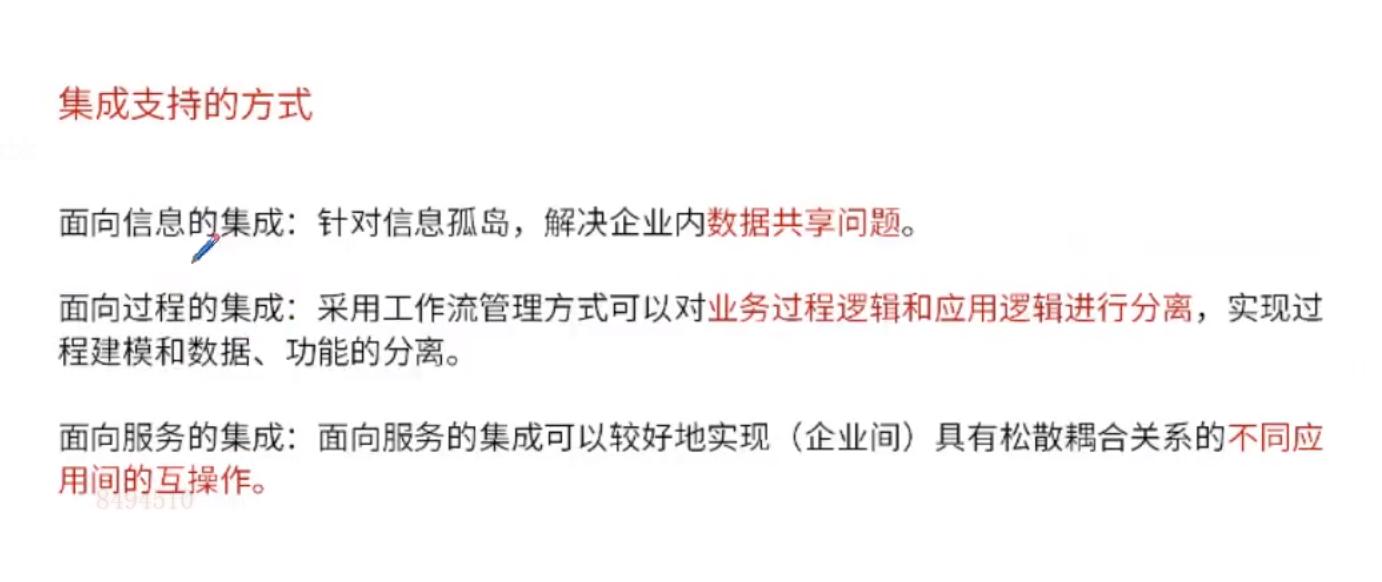 集成支持的方式
面向信息的集成：针对信息孤岛，解决企业内数据共享问题。
面向过程的集成：采用工作流管理方式可以对业务过程逻辑和应用逻辑进行分离，实现过
程建模和数据、功能的分离。
面向服务的集成：面向服务的集成可以较好地实现（企业间）具有松散耦合关系的不同应
用间的互操作。
8494510